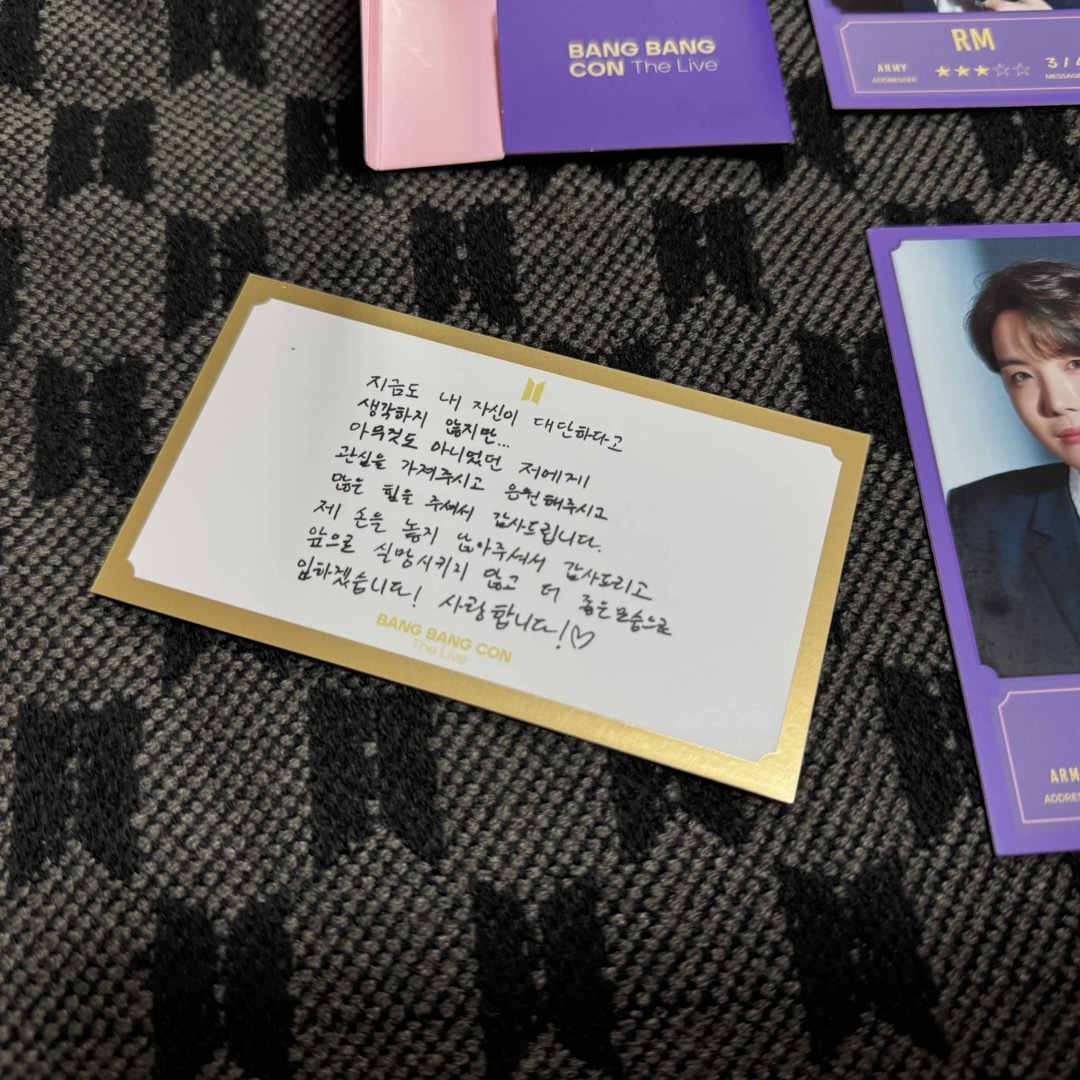 BANG BANG
CON The Live
RM
ARMY
ADDRESSES
★★★☆☆
3 / 4
지금도 내 자신이 대단하다고
생각하지 않지만...
아무것도 아니었던 저에게
관심을 가져주시고 응원해주시고
많은 힘을 주셔서 감사드립니다.
제 손을 놓지 않아주셔서 감사드리고
앞으로 실망시키지 않고 더 좋은모습으로
임하겠습니다! 사랑합니다!♡
BANG BANG CON
The Live